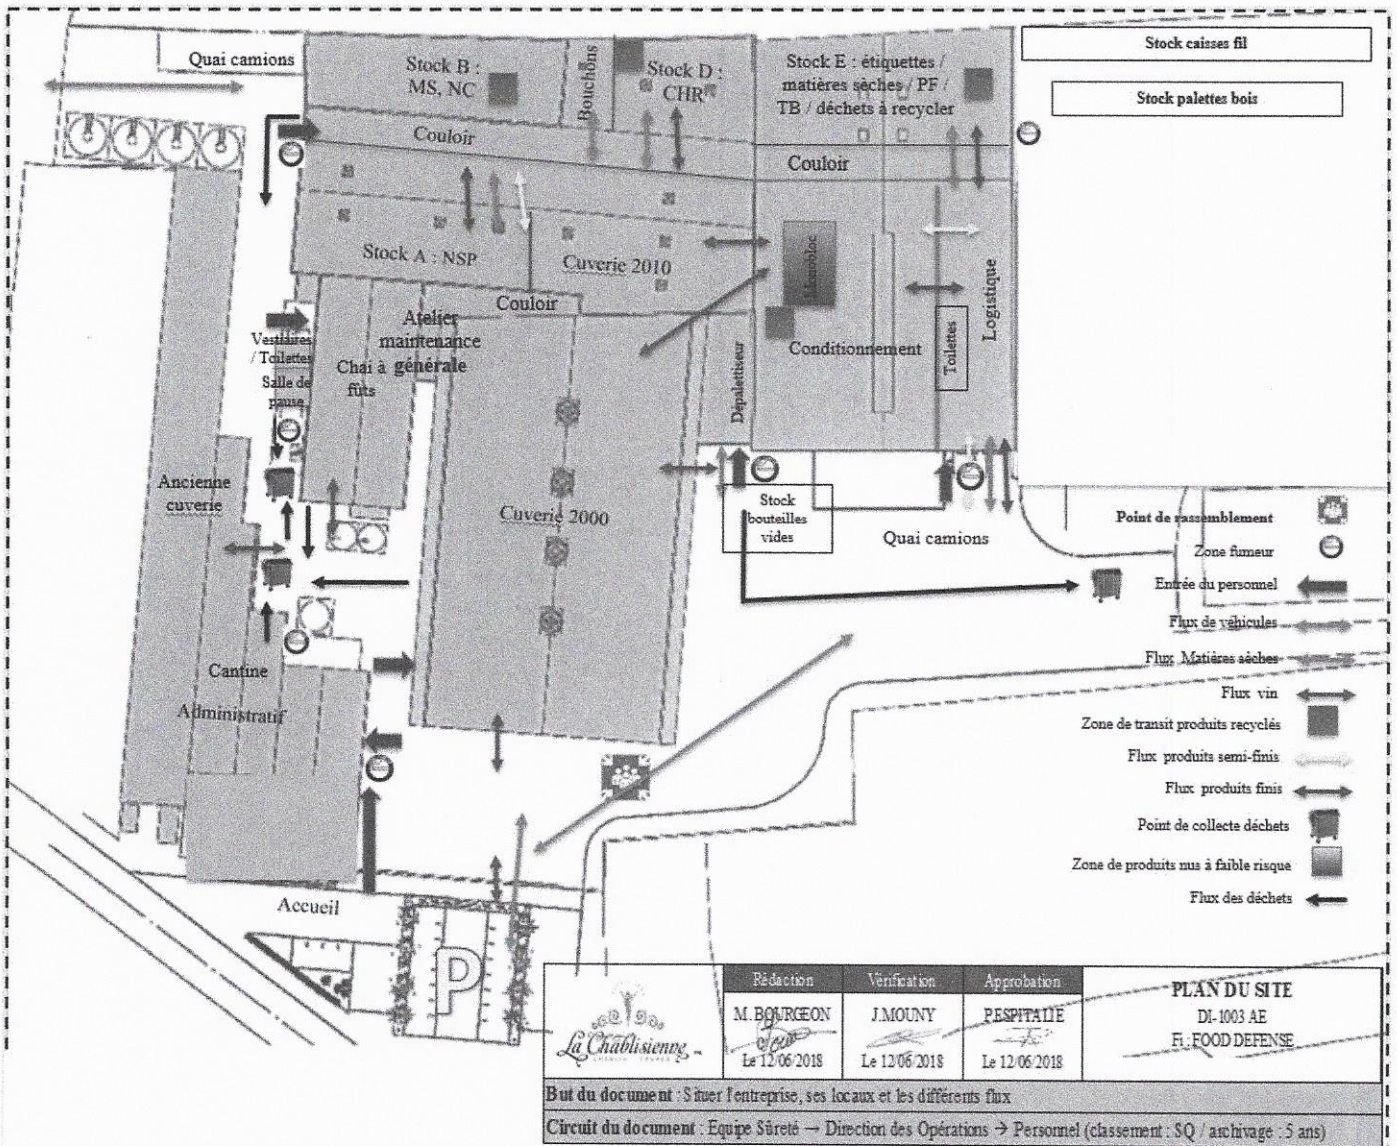 Quai camions
Stock B :
MS, NC
Bouchons
Stock D :
CHR
Stock E : étiquettes /
matières sèches / PF /
TB / déchets à recycler
Stock caisses fil
Stock palettes bois
Couloir
Couloir
Stock A : NSP
Cuverie 2010
Monobloc
Logistique
Couloir
Atelier
maintenance
générale
Vestiaires
/ Toilettes
Salle de
pause
Chai à
fûts
Dépalettiseur
Conditionnement
Toilettes
Ancienne
cuverie
Cuverie 2000
Stock
bouteilles
vides
Quai camions
Cantine
Administratif
Accueil
P
Point de rassemblement
Zone fumeur
Entrée du personnel
Flux de véhicules
Flux Matières sèches
Flux vin
Zone de transit produits recyclés
Flux produits semi-finis
Flux produits finis
Point de collecte déchets
Zone de produits nus à faible risque
Flux des déchets
La Chablisienne
CHABLIS FRANCE
Rédaction
M. BOURGEON
Le 12/06/2018
Vérification
J.MOUNY
Le 12/06/2018
Approbation
P.ESPITALIE
Le 12/06/2018
PLAN DU SITE
DI-1003 AE
Fi : FOOD DEFENSE
But du document : Situer l'entreprise, ses locaux et les différents flux
Circuit du document : Equipe Sûreté → Direction des Opérations → Personnel (classement : SQ / archivage : 5 ans)